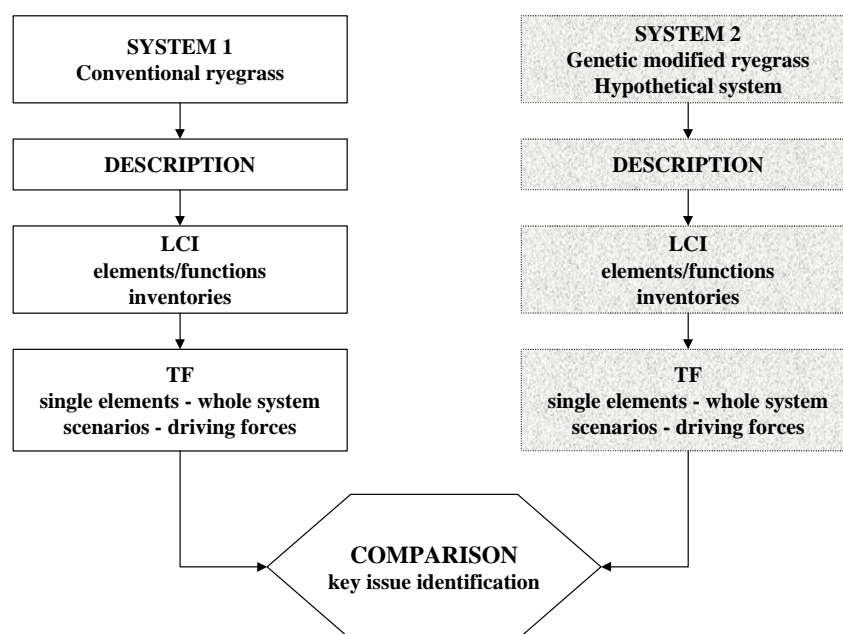 SYSTEM 1
Conventional ryegrass
DESCRIPTION
LCI
elements/functions
inventories
TF
single elements - whole system
scenarios - driving forces
SYSTEM 2
Genetic modified ryegrass
Hypothetical system
DESCRIPTION
LCI
elements/functions
inventories
TF
single elements - whole system
scenarios - driving forces
COMPARISON
key issue identification